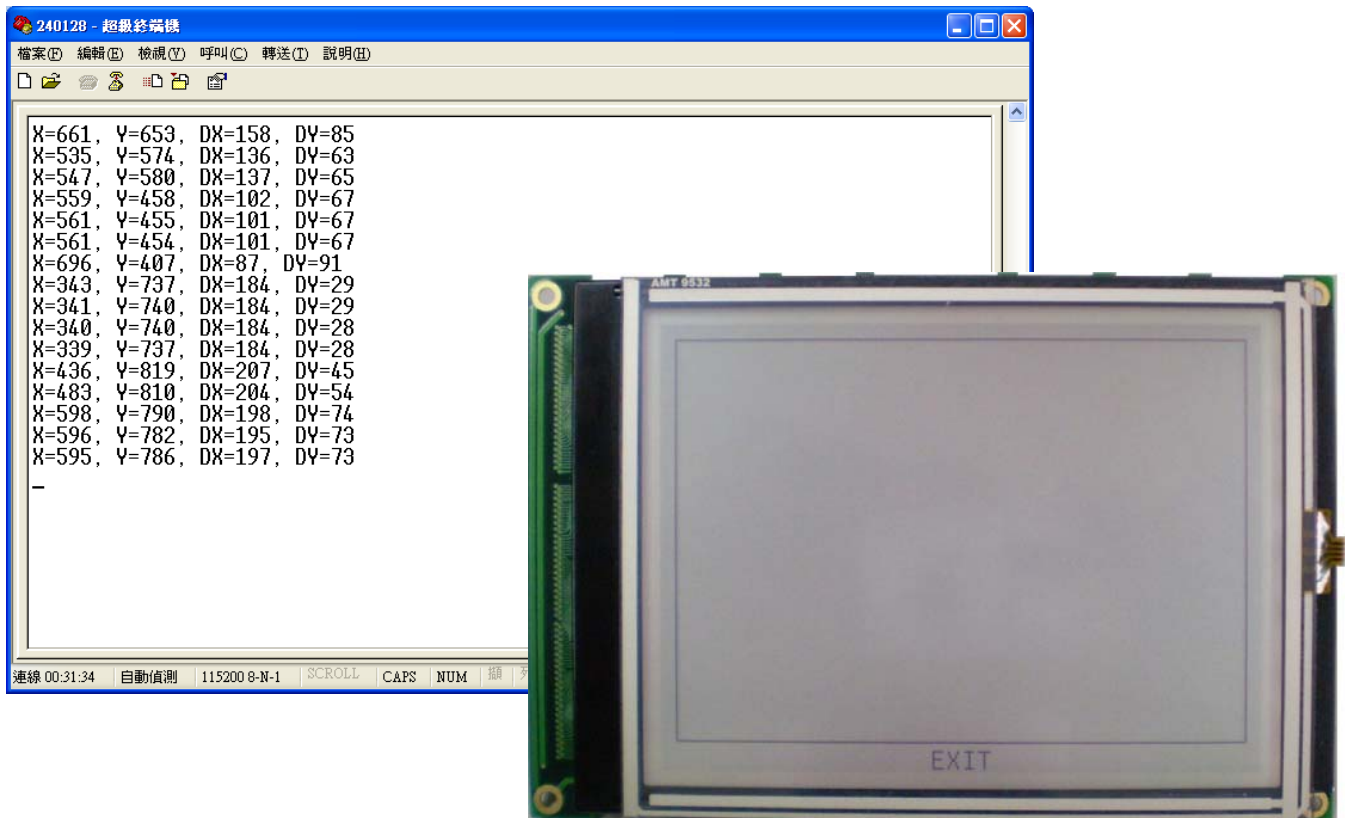 240128 - 超級終端機
檔案(F) 編輯(E) 檢視(V) 呼叫(C) 轉送(T) 說明(H)
X=661, Y=653, DX=158, DY=85
X=535, Y=574, DX=136, DY=63
X=547, Y=580, DX=137, DY=65
X=559, Y=458, DX=102, DY=67
X=561, Y=455, DX=101, DY=67
X=561, Y=454, DX=101, DY=67
X=696, Y=407, DX=87, DY=91
X=343, Y=737, DX=184, DY=29
X=341, Y=740, DX=184, DY=29
X=340, Y=740, DX=184, DY=28
X=339, Y=737, DX=184, DY=28
X=436, Y=819, DX=207, DY=45
X=483, Y=810, DX=204, DY=54
X=598, Y=790, DX=198, DY=74
X=596, Y=782, DX=195, DY=73
X=595, Y=786, DX=197, DY=73
_
連線 00:31:34 自動偵測 115200 8-N-1 SCROLL CAPS NUM 擷
AMT 9532
EXIT